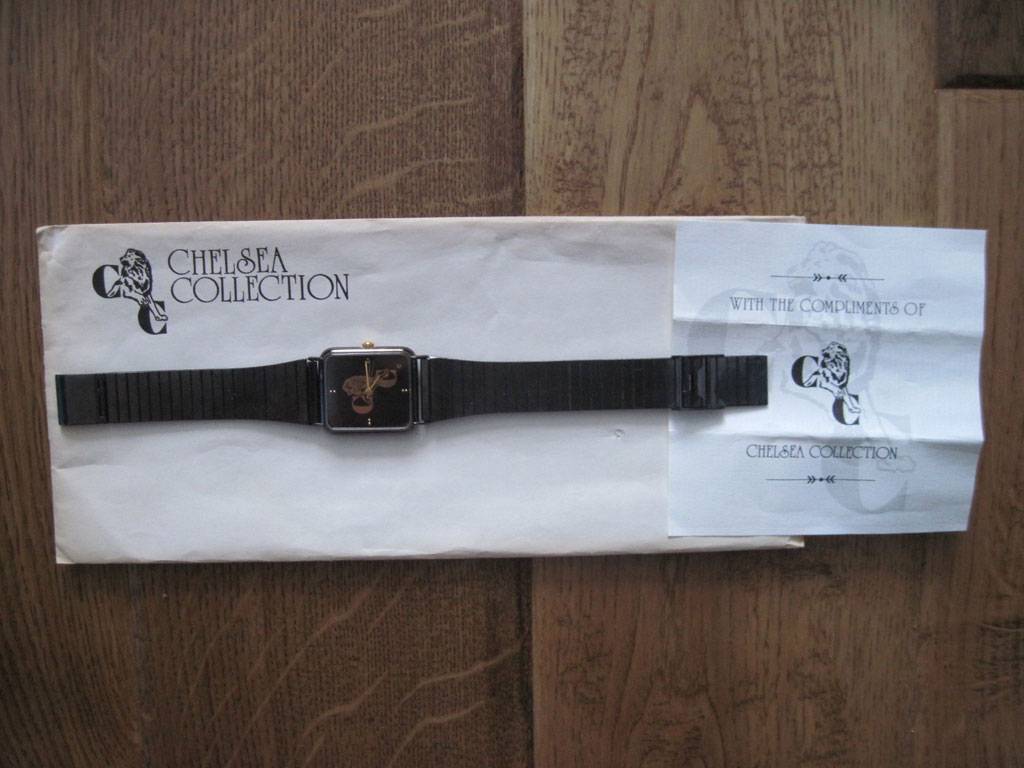 CHELSEA
COLLECTION
WITH THE COMPLIMENTS OF
CHELSEA COLLECTION